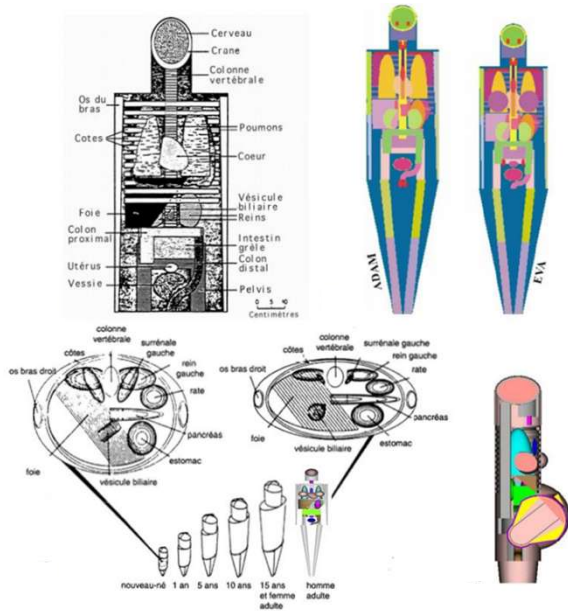 Cerveau
Crane
Colonne
vertébrale
Os du
bras
Cotes
Poumons
Coeur
Vésicule
biliaire
Reins
Foie
Colon
proximal
Intestin
grêle
Colon
distal
Utérus
Vessie
Pelvis
0 5 10
Centimètres
ADAM
EVA
colonne
vertébrale
surrénale
gauche
côtes
rein
gauche
os bras droit
rate
pancréas
foie
estomac
vésicule biliaire
colonne
vertébrale
surrénale gauche
rein gauche
côtes
os bras droit
rate
pancréas
foie
estomac
vésicule biliaire
nouveau-né
1 an
5 ans
10 ans
15 ans
et femme
adulte
homme
adulte